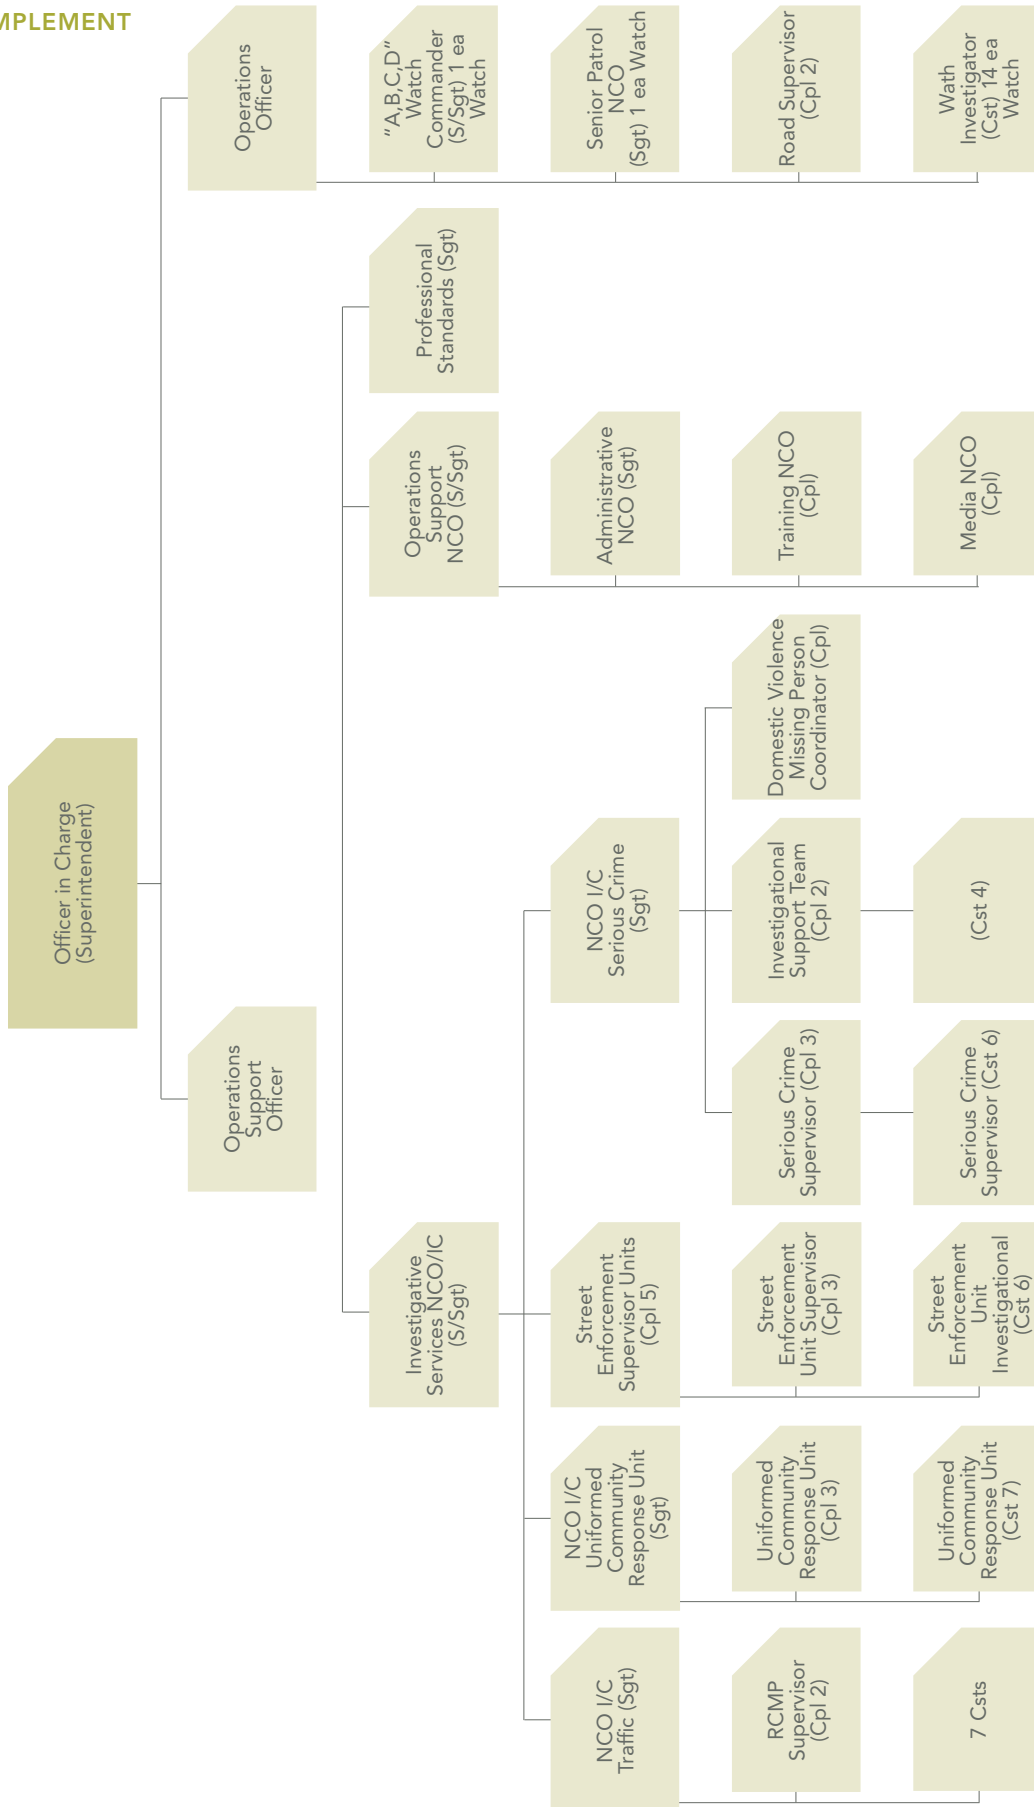 MPLEMENT
Officer in Charge
(Superintendent)
Operations
Support
Officer
Operations
Officer
Investigative
Services NCO/IC
(S/Sgt)
Operations
Support
NCO (S/Sgt)
Professional
Standards (Sgt)
"A,B,C,D"
Watch
Commander
(S/Sgt) 1 ea
Watch
NCO I/C
Traffic (Sgt)
NCO I/C
Uniformed
Community
Response Unit
(Sgt)
Street
Enforcement
Supervisor Units
(Cpl 5)
NCO I/C
Serious Crime
(Sgt)
Administrative
NCO (Sgt)
Senior Patrol
NCO
(Sgt) 1 ea Watch
RCMP
Supervisor
(Cpl 2)
Uniformed
Community
Response Unit
(Cpl 3)
Street
Enforcement
Unit Supervisor
(Cpl 3)
Serious Crime
Supervisor (Cpl 3)
Investigational
Support Team
(Cpl 2)
Domestic Violence
Missing Person
Coordinator (Cpl)
Training NCO
(Cpl)
Road Supervisor
(Cpl 2)
7 Csts
Uniformed
Community
Response Unit
(Cst 7)
Street
Enforcement
Unit
Investigational
(Cst 6)
Serious Crime
Supervisor (Cst 6)
(Cst 4)
Media NCO
(Cpl)
Wath
Investigator
(Cst) 14 ea
Watch